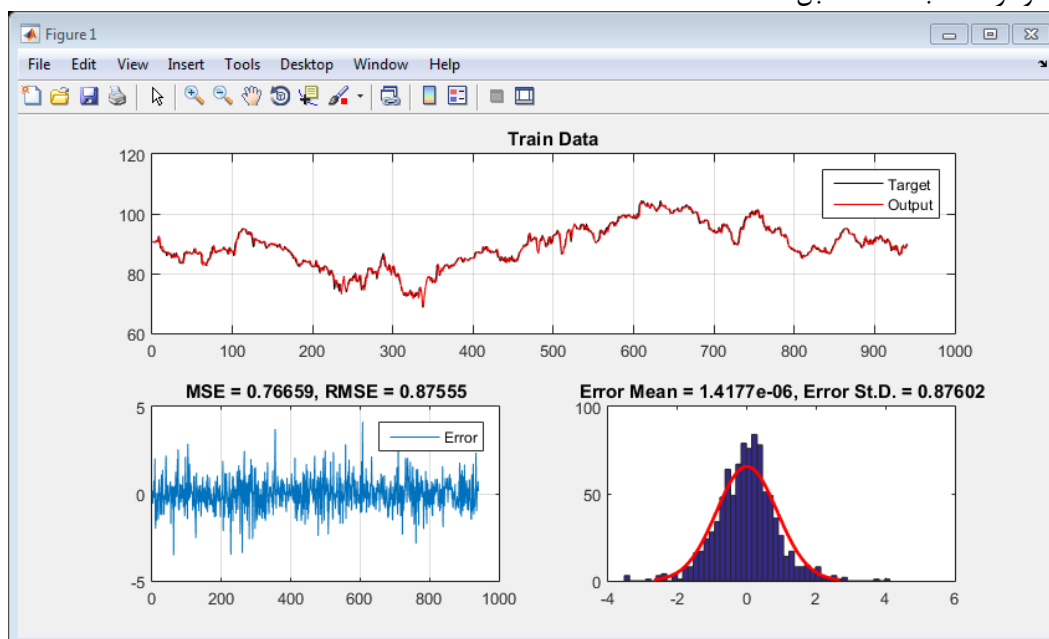 Figure 1
File Edit View Insert Tools Desktop Window Help
Train Data
120
100
80
60
0 100 200 300 400 500 600 700 800 900 1000
Target
Output
MSE = 0.76659, RMSE = 0.87555
5
0
-5
0 200 400 600 800 1000
Error
Error Mean = 1.4177e-06, Error St.D. = 0.87602
100
50
0
-4 -2 0 2 4 6